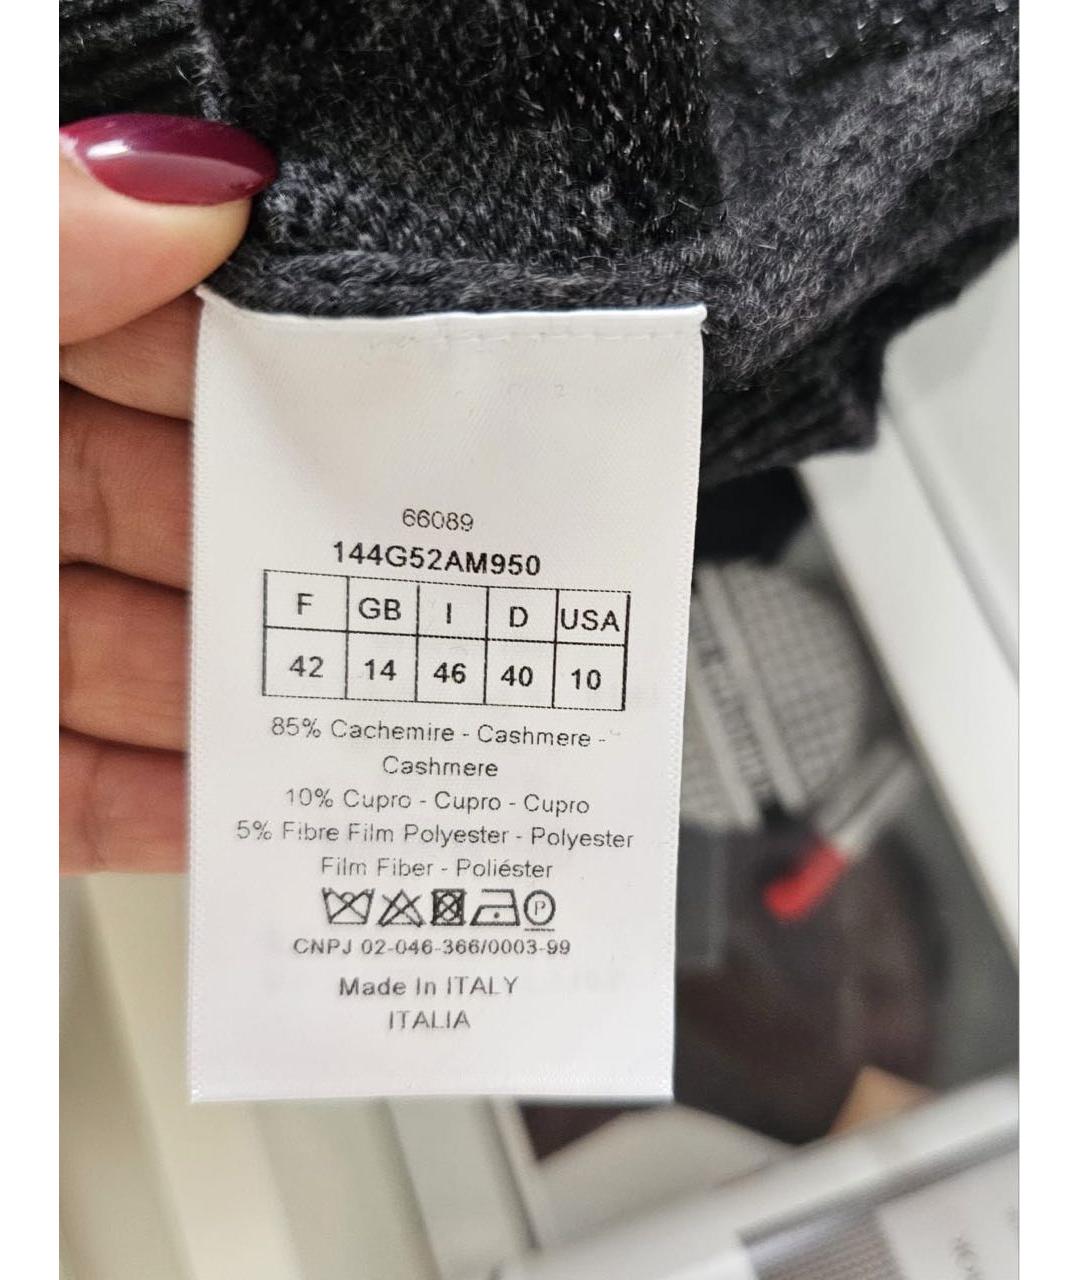 66089
144G52AM950
F GB I D USA
42 14 46 40 10
85% Cachemire - Cashmere -
Cashmere
10% Cupro - Cupro - Cupro
5% Fibre Film Polyester - Polyester
Film Fiber - Poliéster
P
CNPJ 02-046-366/0003-99
Made In ITALY
ITALIA